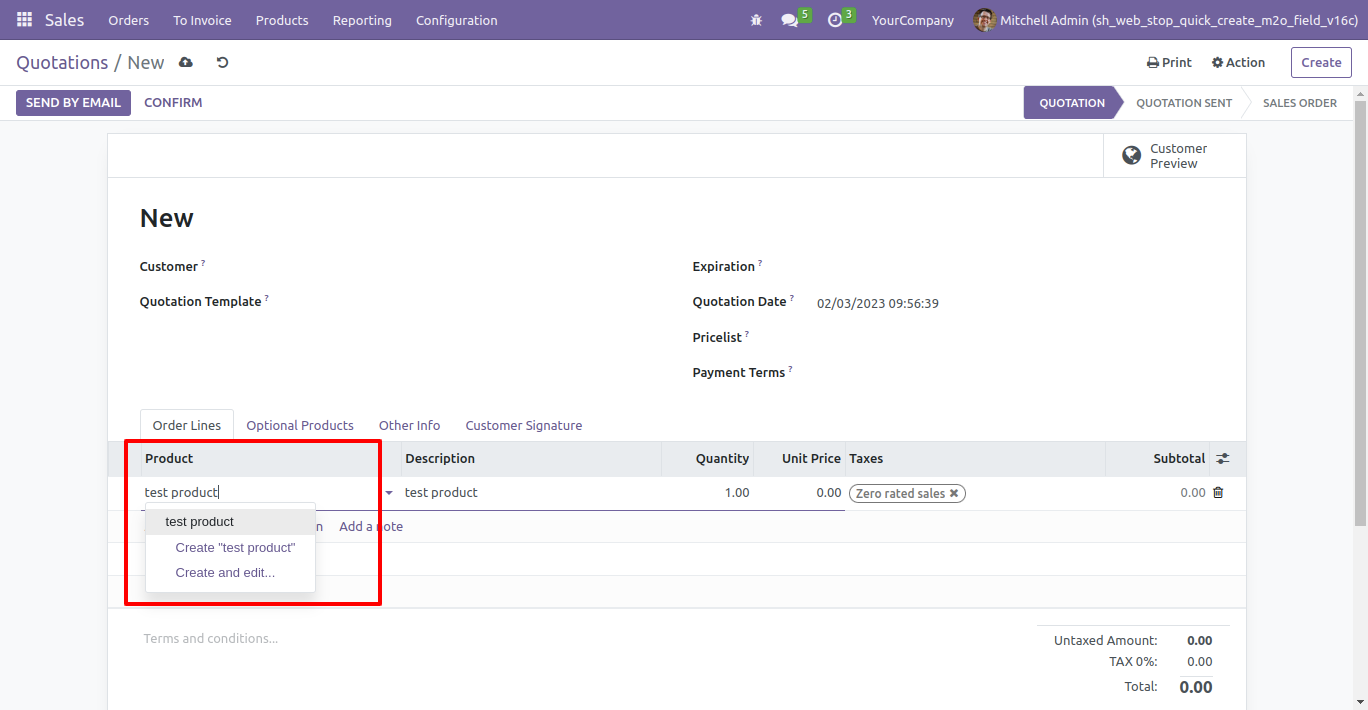 Sales Orders To Invoice Products Reporting Configuration 5 3 YourCompany Mitchell Admin (sh_web_stop_quick_create_m2o_field_v16c)
Quotations / New Print Action Create
SEND BY EMAIL CONFIRM QUOTATION QUOTATION SENT SALES ORDER
Customer
Preview
New
Customer ? Expiration ?
Quotation Template ? Quotation Date ? 02/03/2023 09:56:39
Pricelist ?
Payment Terms ?
Order Lines Optional Products Other Info Customer Signature
Product Description Quantity Unit Price Taxes Subtotal
test product test product 1.00 0.00 Zero rated sales ✖ 0.00
test product
n Add a note
Create "test product"
Create and edit...
Terms and conditions...
Untaxed Amount: 0.00
TAX 0%: 0.00
Total: 0.00